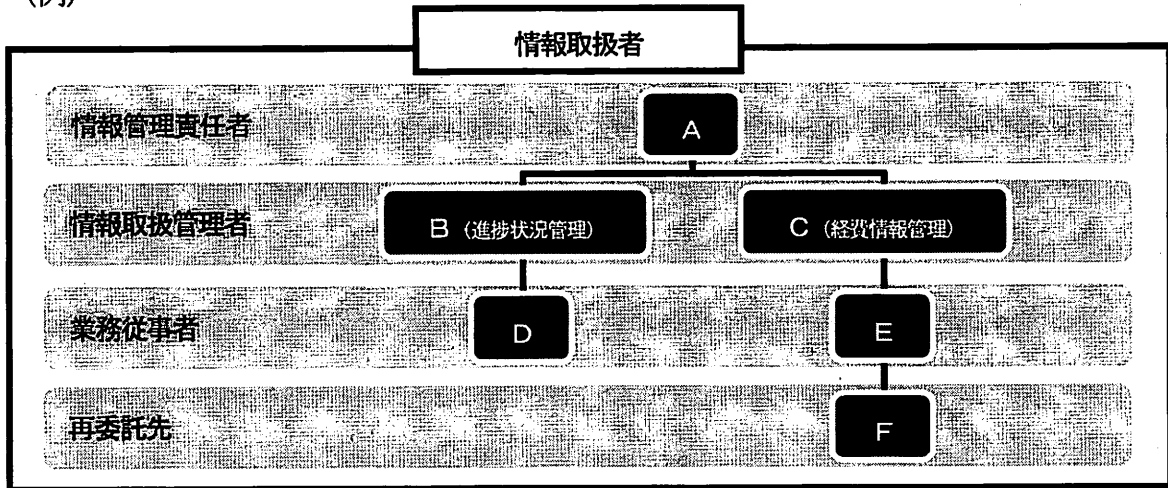 (例)
情報取扱者
情報管理責任者
A
情報取扱管理者
B (進捗状況管理)
C (経費情報管理)
業務従事者
D
E
再委託先
F